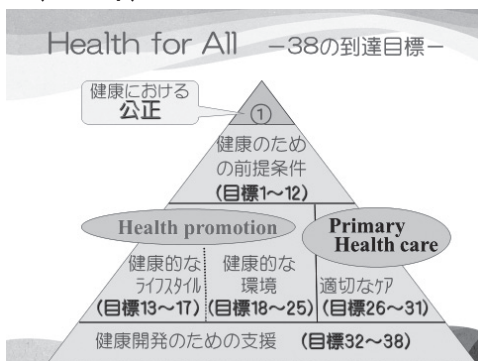 Health for All －38の到達目標－
健康における
公正
①
健康のため
の前提条件
(目標1～12)
Health promotion
Primary
Health care
健康的な
ﾗｲﾌｽﾀｲﾙ
(目標13～17)
健康的な
環境
(目標18～25)
適切なｹｱ
(目標26～31)
健康開発のための支援 (目標32～38)